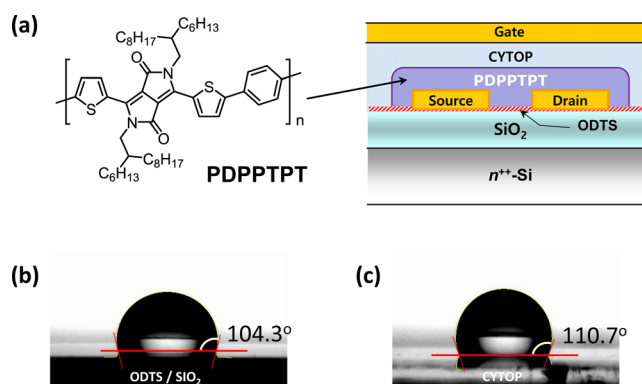 (a)
C₈H₁₇ C₆H₁₃
O N
S
S
n
N O
C₆H₁₃ C₈H₁₇
PDPPTPT
Gate
CYTOP
PDPPTPT
Source Drain
ODTS
SiO₂
n⁺⁺-Si
(b)
104.3°
ODTS / SIO₂
(c)
110.7°
CYTOP